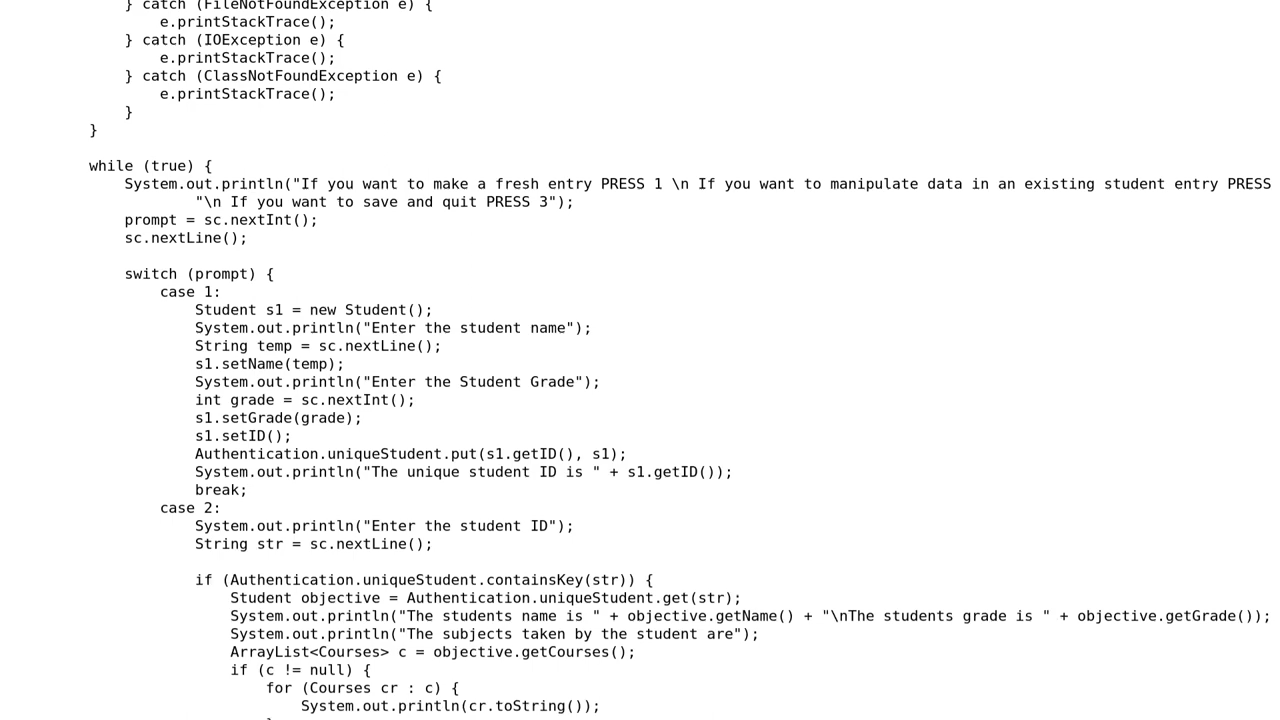 } catch (FileNotFoundException e) {
e.printStackTrace();
} catch (IOException e) {
e.printStackTrace();
} catch (ClassNotFoundException e) {
e.printStackTrace();
}
}
while (true) {
System.out.println("If you want to make a fresh entry PRESS 1 \n If you want to manipulate data in an existing student entry PRESS
"\n If you want to save and quit PRESS 3");
prompt = sc.nextInt();
sc.nextLine();
switch (prompt) {
case 1:
Student s1 = new Student();
System.out.println("Enter the student name");
String temp = sc.nextLine();
s1.setName(temp);
System.out.println("Enter the Student Grade");
int grade = sc.nextInt();
s1.setGrade(grade);
s1.setID();
Authentication.uniqueStudent.put(s1.getID(), s1);
System.out.println("The unique student ID is " + s1.getID());
break;
case 2:
System.out.println("Enter the student ID");
String str = sc.nextLine();
if (Authentication.uniqueStudent.containsKey(str)) {
Student objective = Authentication.uniqueStudent.get(str);
System.out.println("The students name is " + objective.getName() + "\nThe students grade is " + objective.getGrade());
System.out.println("The subjects taken by the student are");
ArrayList<Courses> c = objective.getCourses();
if (c != null) {
for (Courses cr : c) {
System.out.println(cr.toString());